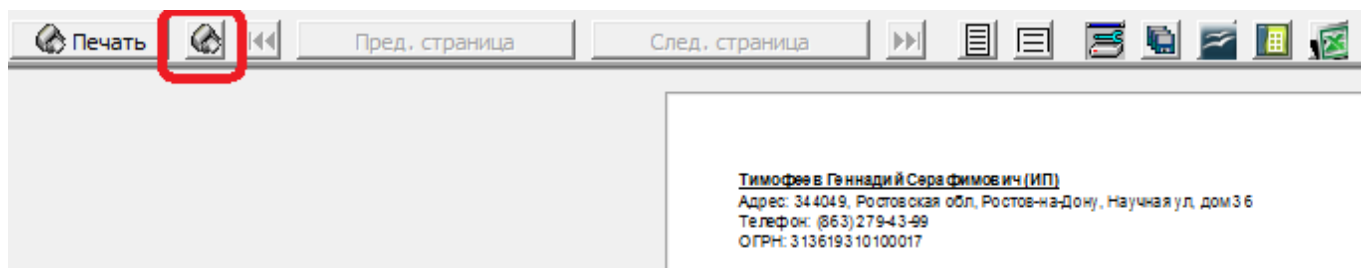 Печать
Пред. страница
След. страница
Тимофеев Геннадий Серафимович (ИП)
Адрес: 344049, Ростовская обл, Ростов-на-Дону, Научная ул, дом 36
Телефон: (863) 279-43-99
ОГРН: 313619310100017